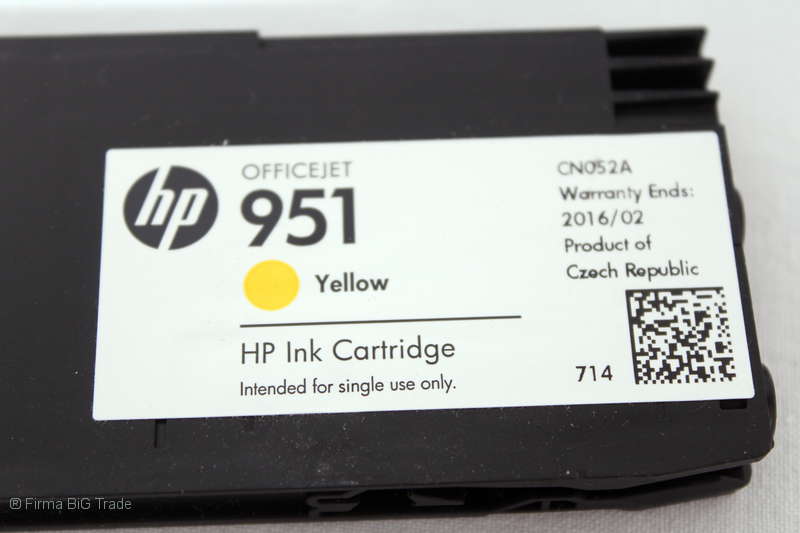 hp
OFFICEJET
951
Yellow
HP Ink Cartridge
Intended for single use only.
CN052A
Warranty Ends:
2016/02
Product of
Czech Republic
714
® Firma BiG Trade